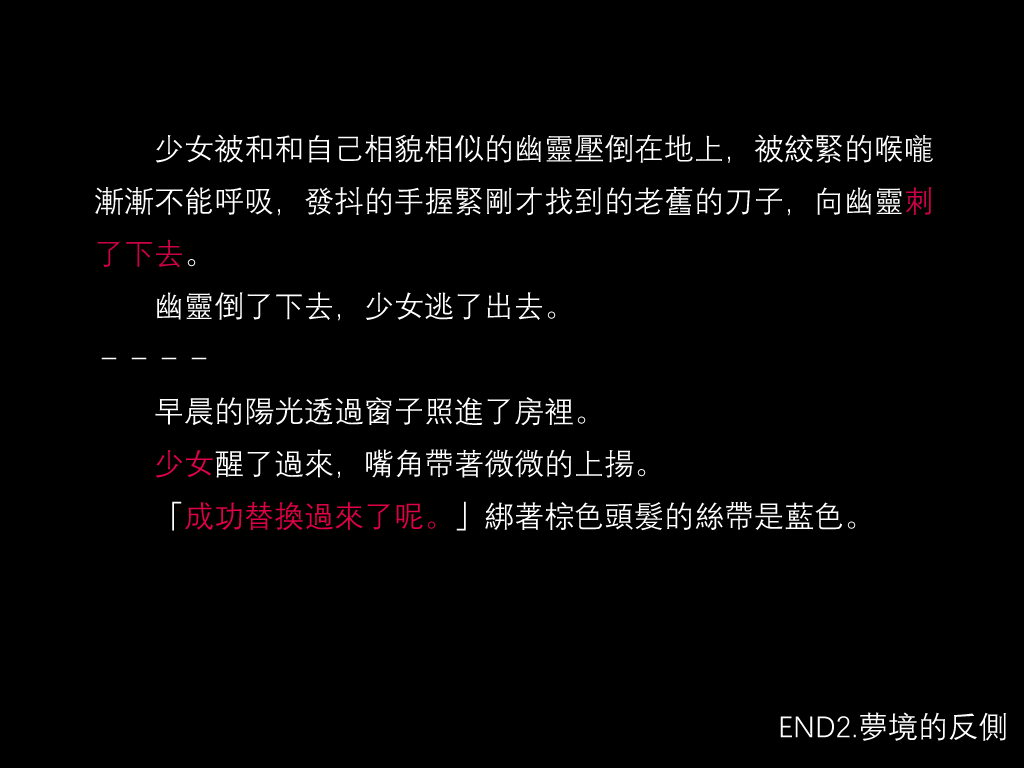 少女被和和自己相貌相似的幽靈壓倒在地上，被絞緊的喉嚨
漸漸不能呼吸，發抖的手握緊剛才找到的老舊的刀子，向幽靈刺
了下去。
幽靈倒了下去，少女逃了出去。
－－－－
早晨的陽光透過窗子照進了房裡。
少女醒了過來，嘴角帶著微微的上揚。
「成功替換過來了呢。」綁著棕色頭髮的絲帶是藍色。
END2.夢境的反側